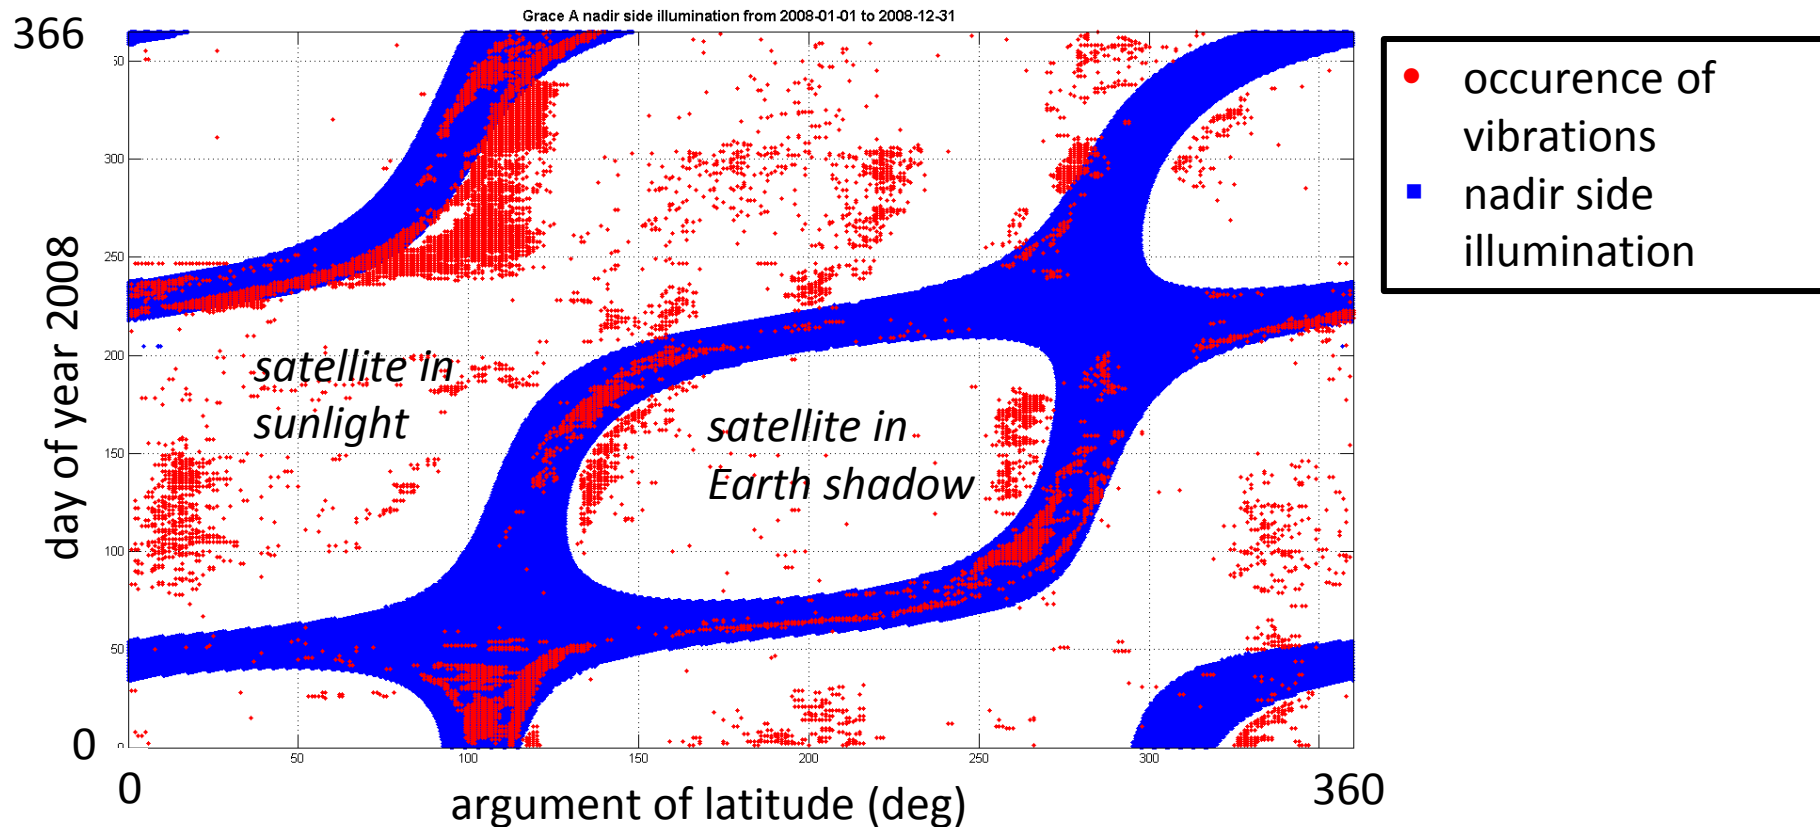 Grace A nadir side illumination from 2008-01-01 to 2008-12-31
366
50
300
250
200
150
100
50
0
0
day of year 2008
satellite in
sunlight
satellite in
Earth shadow
50
100
150
200
250
300
0
360
argument of latitude (deg)
occurence of
vibrations
nadir side
illumination